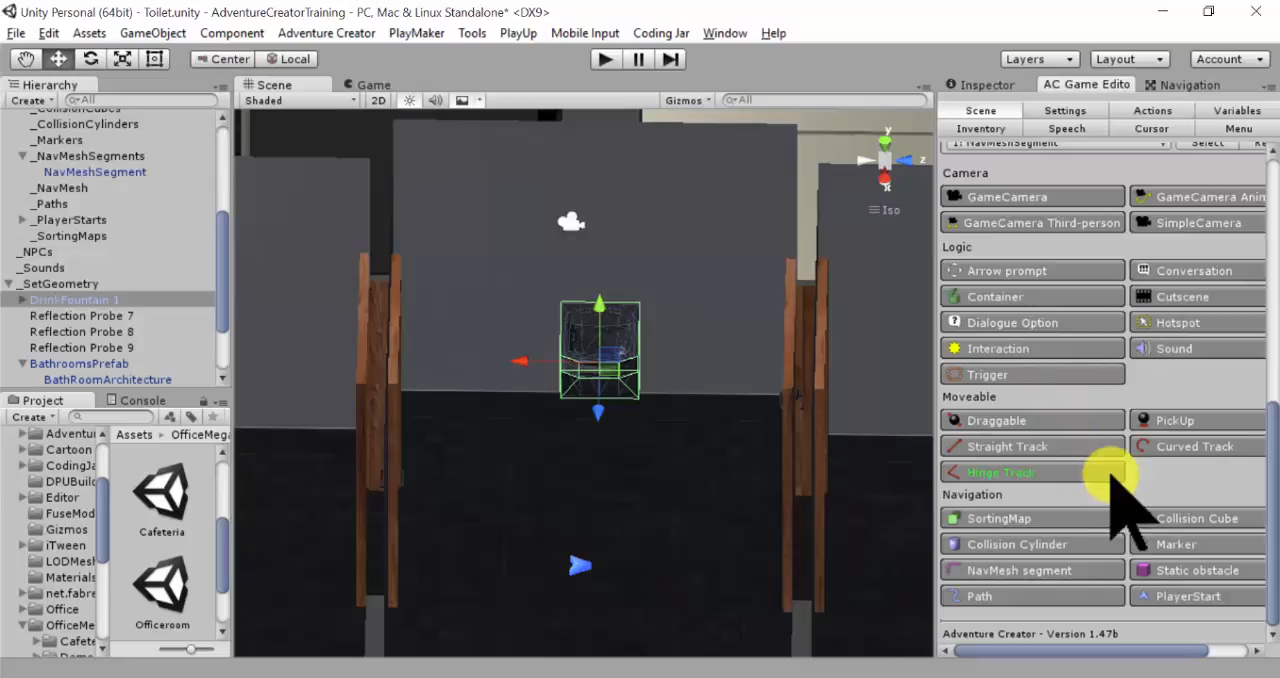 Unity Personal (64bit) - Toilet.unity - AdventureCreatorTraining - PC, Mac & Linux Standalone* <DX9>
File Edit Assets GameObject Component Adventure Creator PlayMaker Tools PlayUp Mobile Input Coding Jar Window Help
Center Local Layers Layout Account
Hierarchy Scene Game Inspector AC Game Edito Navigation
Create All Shaded 2D Gizmos All Scene Settings Actions Variables
_CollisionCubes
Inventory Speech Cursor Menu
_CollisionCylinders
1: NavMeshSegment Select
_Markers
_NavMeshSegments
NavMeshSegment
_NavMesh
_Paths
_PlayerStarts
_SortingMaps
_NPCs
_Sounds
_SetGeometry
DrinkFountain 1
Reflection Probe 7
Reflection Probe 8
Reflection Probe 9
BathroomsPrefab
BathRoomArchitecture
y
z
x
Iso
Camera
GameCamera GameCamera Anin
GameCamera Third-person SimpleCamera
Logic
Arrow prompt Conversation
Container Cutscene
Dialogue Option Hotspot
Interaction Sound
Trigger
Moveable
Draggable PickUp
Straight Track Curved Track
Hinge Track
Navigation
SortingMap Collision Cube
Collision Cylinder Marker
NavMesh segment Static obstacle
Path PlayerStart
Adventure Creator - Version 1.47b
Project Console
Create
Adventu
Cartoon
CodingJa
DPUBuild
Editor
FuseMod
Gizmos
iTween
LODMesh
Materials
net.fabre
Office
OfficeMe
Cafete
Assets OfficeMega
Cafeteria
Officeroom